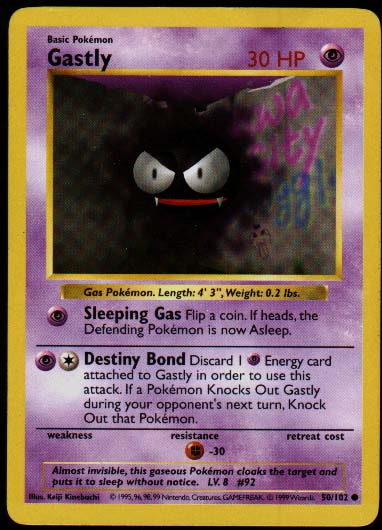 Basic Pokémon
Gastly 30 HP
wa
city
Gas Pokémon. Length: 4' 3", Weight: 0.2 lbs.
Sleeping Gas Flip a coin. If heads, the
Defending Pokémon is now Asleep.
Destiny Bond Discard 1 Energy card
attached to Gastly in order to use this
attack. If a Pokémon Knocks Out Gastly
during your opponent's next turn, Knock
Out that Pokémon.
weakness resistance retreat cost
-30
Almost invisible, this gaseous Pokémon cloaks the target and
puts it to sleep without notice. LV. 8 #92
Illus. Keiji Kinebuchi © 1995, 96, 98, 99 Nintendo, Creatures, GAMEFREAK. © 1999 Wizards. 50/102